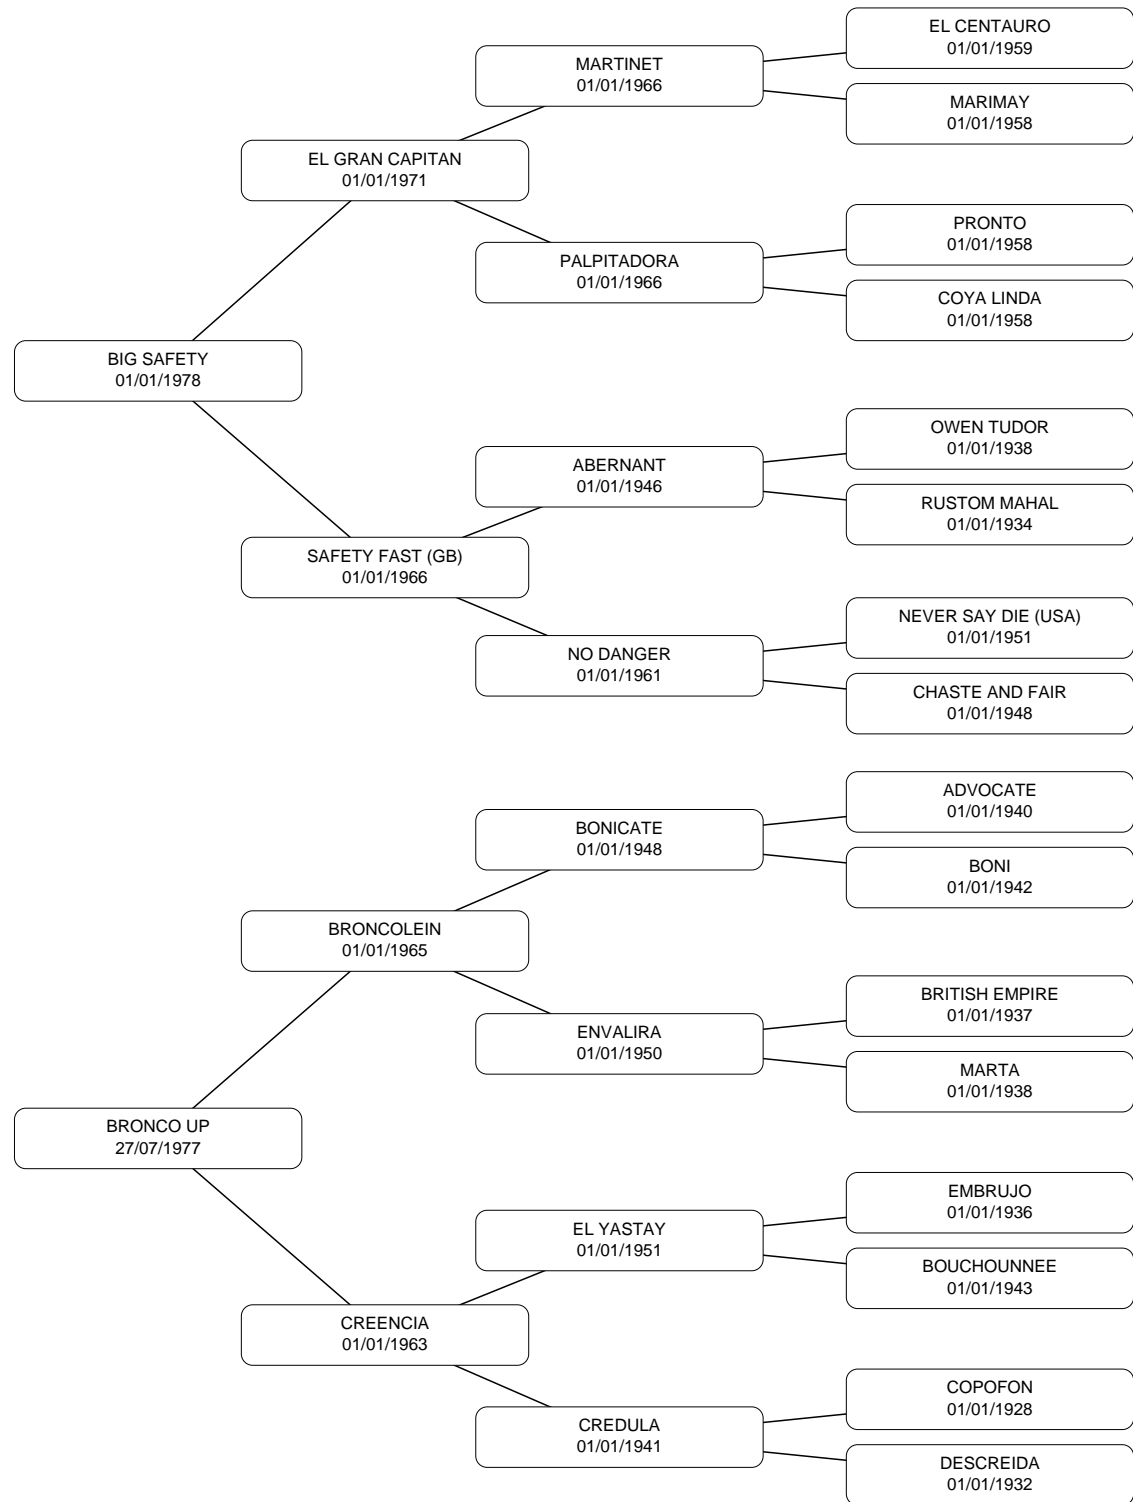 EL CENTAURO
01/01/1959
MARTINET
01/01/1966
MARIMAY
01/01/1958
EL GRAN CAPITAN
01/01/1971
PRONTO
01/01/1958
PALPITADORA
01/01/1966
COYA LINDA
01/01/1958
BIG SAFETY
01/01/1978
OWEN TUDOR
01/01/1938
ABERNANT
01/01/1946
RUSTOM MAHAL
01/01/1934
SAFETY FAST (GB)
01/01/1966
NEVER SAY DIE (USA)
01/01/1951
NO DANGER
01/01/1961
CHASTE AND FAIR
01/01/1948
ADVOCATE
01/01/1940
BONICATE
01/01/1948
BONI
01/01/1942
BRONCOLEIN
01/01/1965
BRITISH EMPIRE
01/01/1937
ENVALIRA
01/01/1950
MARTA
01/01/1938
BRONCO UP
27/07/1977
EMBRUJO
01/01/1936
EL YASTAY
01/01/1951
BOUCHOUNNEE
01/01/1943
CREENCIA
01/01/1963
COPOFON
01/01/1928
CREDULA
01/01/1941
DESCREIDA
01/01/1932